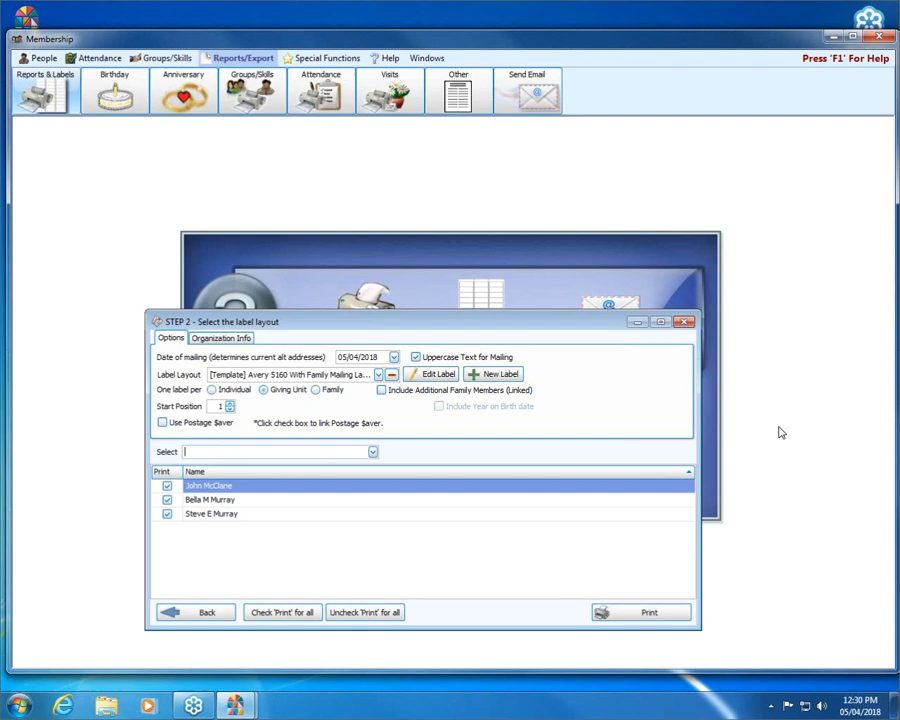 Membership
People Attendance Groups/Skills Reports/Export Special Functions Help Windows Press 'F1' For Help
Reports & Labels Birthday Anniversary Groups/Skills Attendance Visits Other Send Email
STEP 2 - Select the label layout
Options Organization Info
Date of mailing (determines current alt addresses) 05/04/2018 Uppercase Text for Mailing
Label Layout [Template] Avery 5160 With Family Mailing La... Edit Label New Label
One label per Individual Giving Unit Family Include Additional Family Members (Linked)
Start Position 1 Include Year on Birth date
Use Postage $aver *Click check box to link Postage $aver.
Select
Print Name
John McClane
Bella M Murray
Steve E Murray
Back Check 'Print' for all Uncheck 'Print' for all Print
12:30 PM
05/04/2018